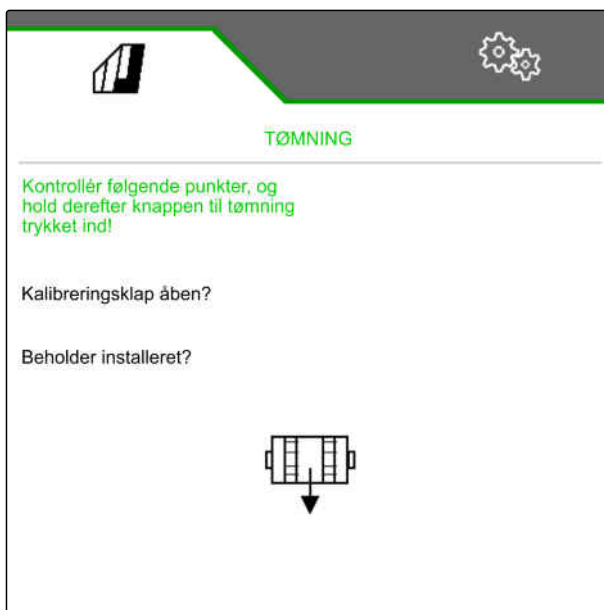 TØMNING
Kontrollér følgende punkter, og
hold derefter knappen til tømning
trykket ind!
Kalibreringsklap åben?
Beholder installeret?